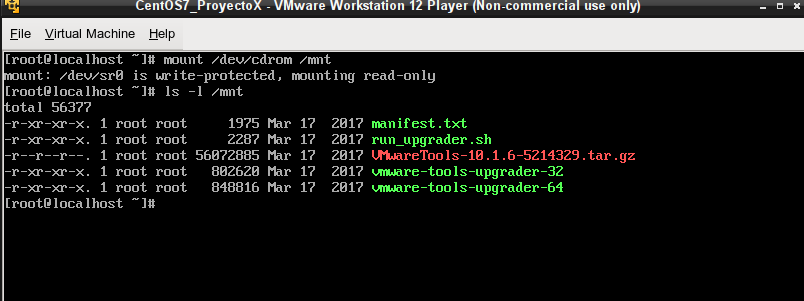 CentOS7_ProyectoX - VMware Workstation 12 Player (Non-commercial use only)
File Virtual Machine Help
[root@localhost ~]# mount /dev/cdrom /mnt
mount: /dev/sr0 is write-protected, mounting read-only
[root@localhost ~]# ls -l /mnt
total 56377
-r-xr-xr-x. 1 root root     1975 Mar 17  2017 manifest.txt
-r-xr-xr-x. 1 root root     2287 Mar 17  2017 run_upgrader.sh
-r--r--r--. 1 root root 56072885 Mar 17  2017 VMwareTools-10.1.6-5214329.tar.gz
-r-xr-xr-x. 1 root root   802620 Mar 17  2017 vmware-tools-upgrader-32
-r-xr-xr-x. 1 root root   848816 Mar 17  2017 vmware-tools-upgrader-64
[root@localhost ~]#